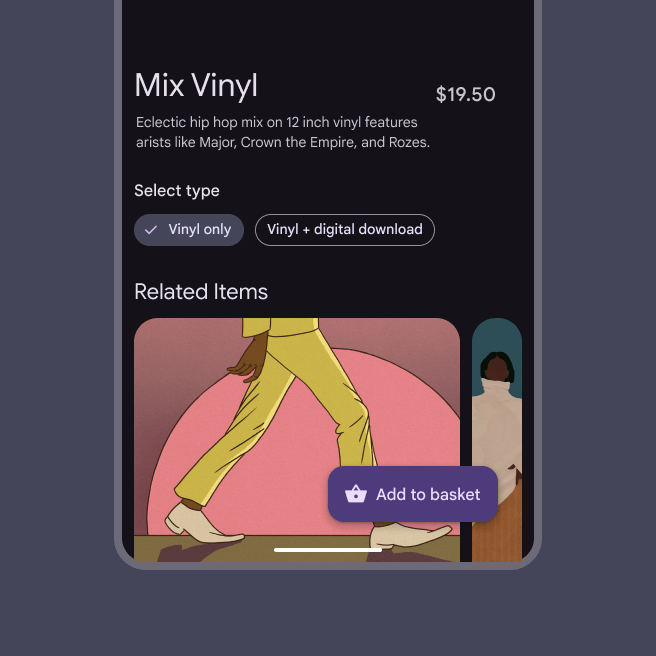 Mix Vinyl
$19.50
Eclectic hip hop mix on 12 inch vinyl features
arists like Major, Crown the Empire, and Rozes.
Select type
Vinyl only
Vinyl + digital download
Related Items
Add to basket